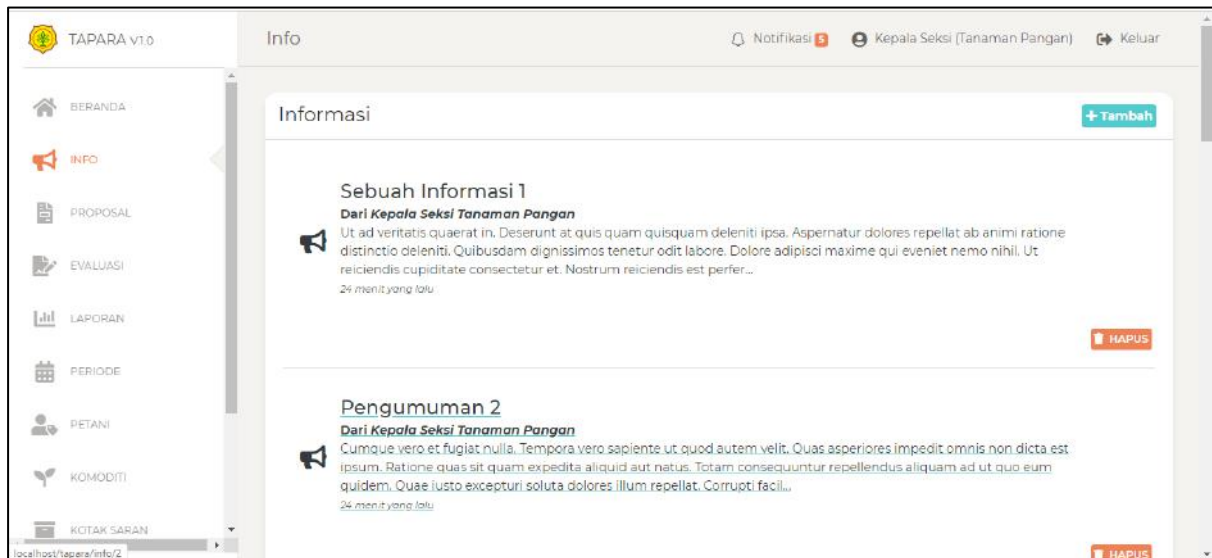 TAPARA V1.0
Info
Notifikasi 5
Kepala Seksi (Tanaman Pangan)
Keluar
BERANDA
INFO
PROPOSAL
EVALUASI
LAPORAN
PERIODE
PETANI
KOMODITI
KOTAK SARAN
Informasi
+ Tambah
Sebuah Informasi 1
Dari Kepala Seksi Tanaman Pangan
Ut ad veritatis quaerat in. Deserunt at quis quam quisquam deleniti ipsa. Aspernatur dolores repellat ab animi ratione
distinctio deleniti. Quibusdam dignissimos tenetur odit labore. Dolore adipisci maxime qui eveniet nemo nihil. Ut
reiciendis cupiditate consectetur et. Nostrum reiciendis est perfer...
24 menit yang lalu
HAPUS
Pengumuman 2
Dari Kepala Seksi Tanaman Pangan
Cumque vero et fugiat nulla. Tempora vero sapiente ut quod autem velit. Quas asperiores impedit omnis non dicta est
ipsum. Ratione quas sit quam expedita aliquid aut natus. Totam consequuntur repellendus aliquam ad ut quo eum
quidem. Quae iusto excepturi soluta dolores illum repellat. Corrupti facil...
24 menit yang lalu
HAPUS
localhost/tapara/info/2